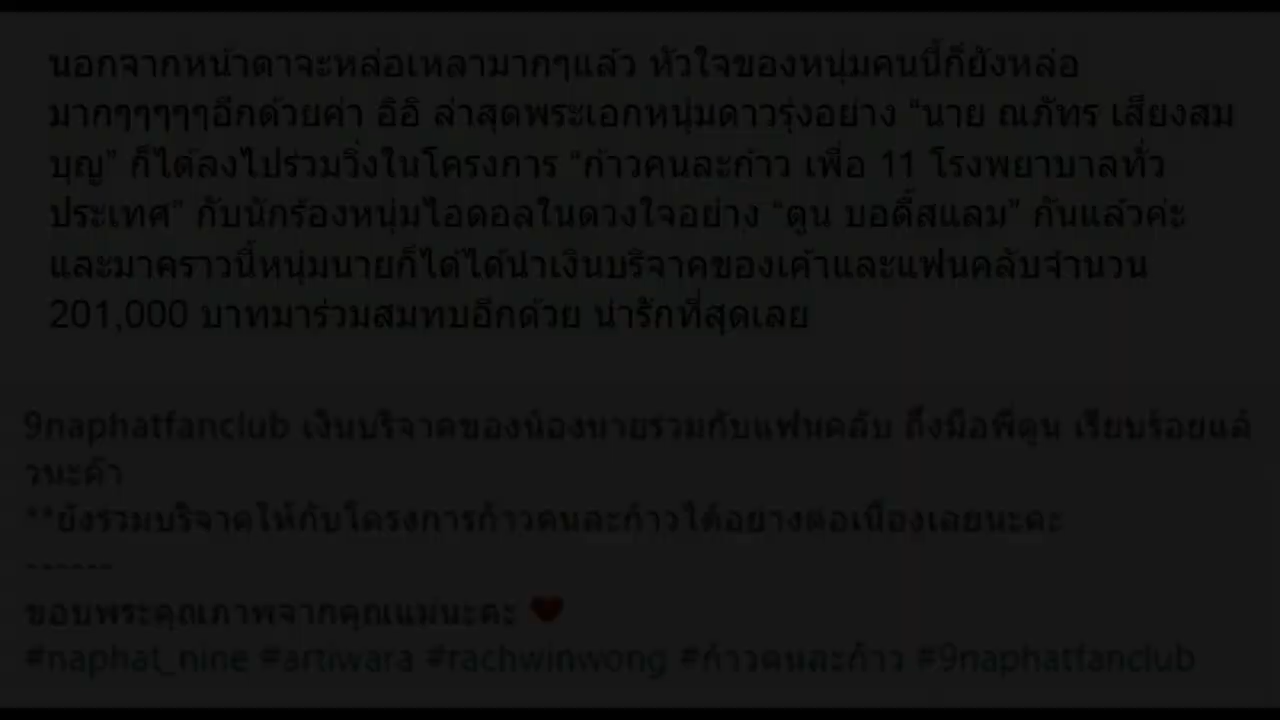 นอกจากหน้าตาจะหล่อเหลามากๆแล้ว หัวใจของหนุ่มคนนี้ก็ยังหล่อ
มากๆๆๆๆๆอีกด้วยค่า อิอิ ล่าสุดพระเอกหนุ่มดาวรุ่งอย่าง “นาย ณภัทร เสียงสม
บุญ” ก็ได้ลงไปร่วมวิ่งในโครงการ “ก้าวคนละก้าว เพื่อ 11 โรงพยาบาลทั่ว
ประเทศ” กับนักร้องหนุ่มไอดอลในดวงใจอย่าง “ตูน บอดี้สแลม” กันแล้วค่ะ
และมาคราวนี้หนุ่มนายก็ได้ได้นำเงินบริจาคของเค้าและแฟนคลับจำนวน
201,000 บาทมาร่วมสมทบอีกด้วย น่ารักที่สุดเลย
9naphatfanclub เงินบริจาคของน้องนายร่วมกับแฟนคลับ ถึงมือพี่ตูน เรียบร้อยแล้
วนะค้า
**ยังร่วมบริจาคให้กับโครงการก้าวคนละก้าวได้อย่างต่อเนื่องเลยนะคะ
-------
ขอบพระคุณภาพจากคุณแม่นะคะ ❤
#naphat_nine #artiwara #rachwinwong #ก้าวคนละก้าว #9naphatfanclub